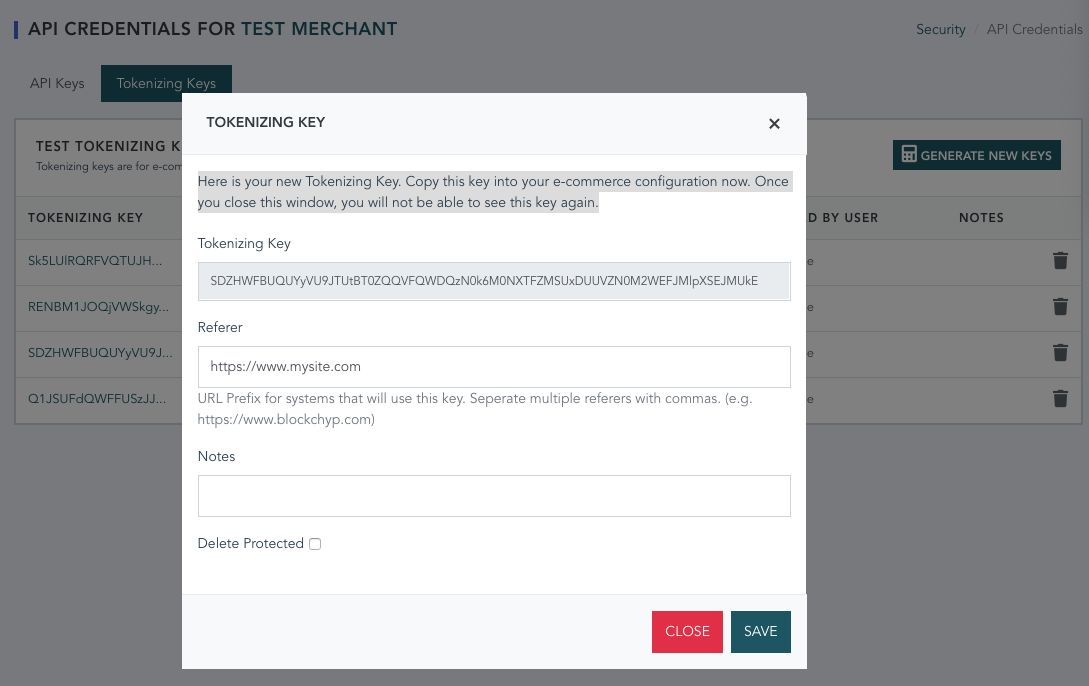 API CREDENTIALS FOR TEST MERCHANT
Security / API Credentials
API Keys
Tokenizing Keys
TOKENIZING KEY
×
TEST TOKENIZING K
Tokenizing keys are for e-com
GENERATE NEW KEYS
Here is your new Tokenizing Key. Copy this key into your e-commerce configuration now. Once
you close this window, you will not be able to see this key again.
TOKENIZING KEY
D BY USER
NOTES
Tokenizing Key
Sk5LUlRQRFVQTUJH...
e
SDZHWFBUQUYyVU9JTUtBT0ZQQVFQWDQzN0k6M0NXTFZMSUxDUUVZN0M2WEFJMlpXSEJMUkE
RENBM1JOQjVWSkgy...
e
Referer
SDZHWFBUQUYyVU9J...
e
https://www.mysite.com
Q1JSUFdQWFFUSzJJ...
e
URL Prefix for systems that will use this key. Seperate multiple referers with commas. (e.g.
https://www.blockchyp.com)
Notes
Delete Protected
CLOSE
SAVE